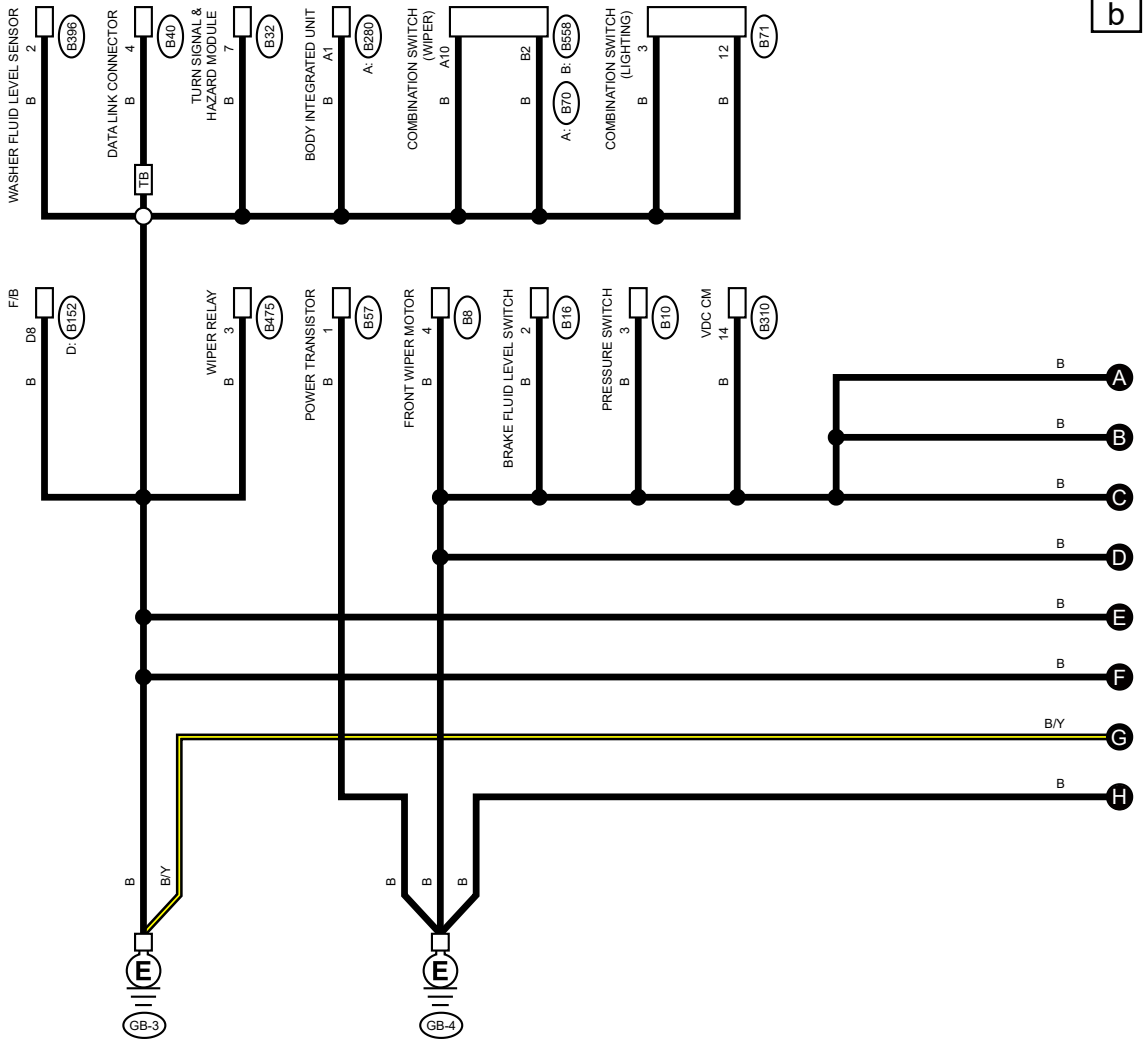 b
WASHER FLUID LEVEL SENSOR
2
B
B396
DATA LINK CONNECTOR
4
B
B40
TB
TURN SIGNAL &
HAZARD MODULE
7
B
B32
BODY INTEGRATED UNIT
A1
B
A: B280
COMBINATION SWITCH
(WIPER)
A10
B
B2
B
B: B558
A: B70
COMBINATION SWITCH
(LIGHTING)
3
B
12
B
B71
F/B
D8
B
D: B152
WIPER RELAY
3
B
B475
POWER TRANSISTOR
1
B
B57
FRONT WIPER MOTOR
4
B
B8
BRAKE FLUID LEVEL SWITCH
2
B
B16
PRESSURE SWITCH
3
B
B10
VDC CM
14
B
B310
B
A
B
B
B
C
B
D
B
E
B
F
B/Y
G
B
H
B
B/Y
B
B
B
E
E
GB-3
GB-4